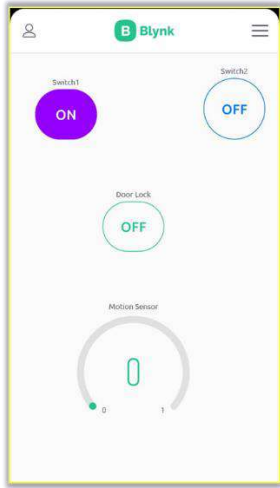 B Blynk
Switch1
Switch2
ON
OFF
Door Lock
OFF
Motion Sensor
0
0 1